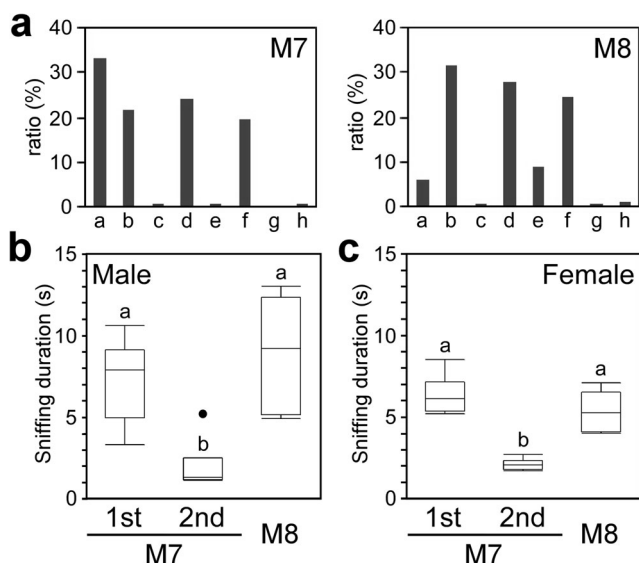 a
M7
M8
ratio (%)
40
30
20
10
0
a b c d e f g h
ratio (%)
40
30
20
10
0
a b c d e f g h
b
Male
Sniffing duration (s)
15
10
5
0
a
b
a
1st 2nd M8
M7
c
Female
Sniffing duration (s)
15
10
5
0
a
b
a
1st 2nd M8
M7